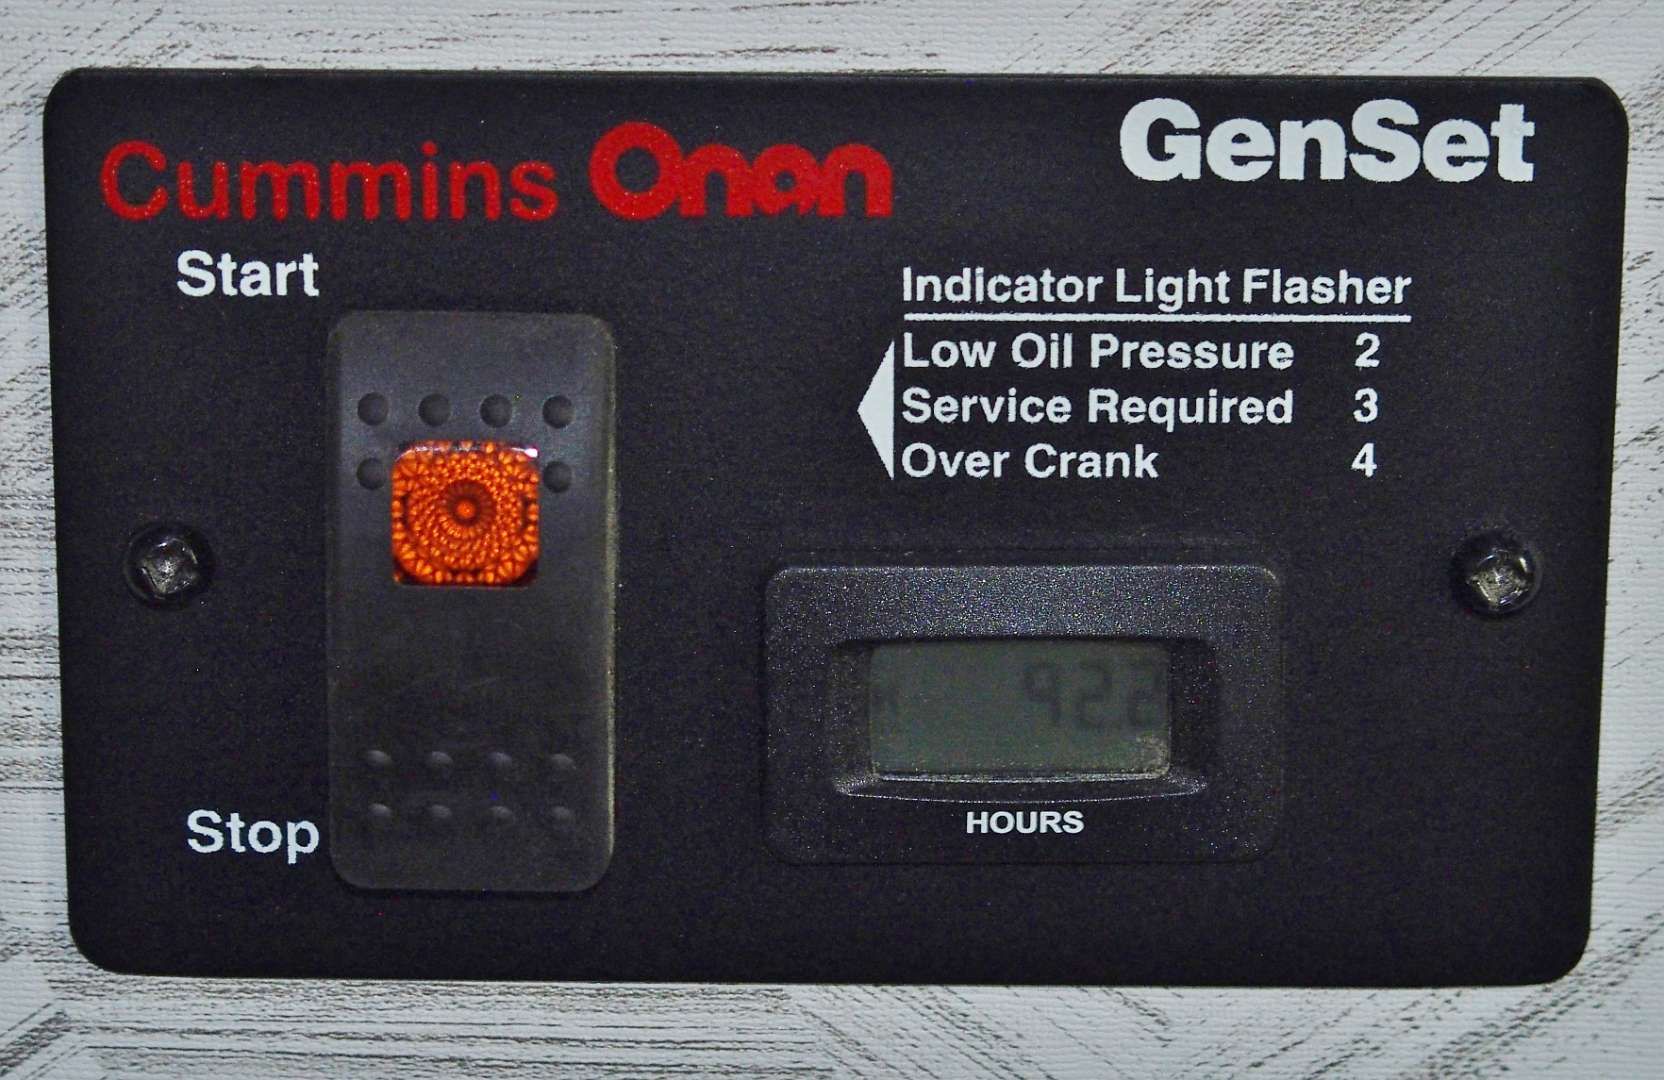 Cummins Onan
GenSet
Start
Indicator Light Flasher
Low Oil Pressure 2
Service Required 3
Over Crank 4
Stop
HOURS